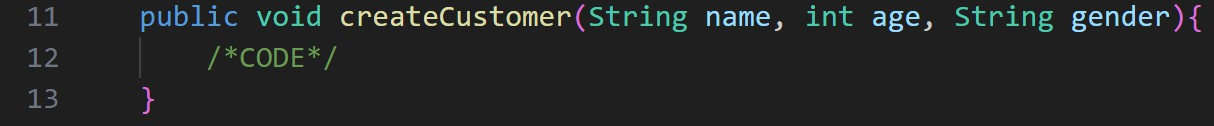 11 public void createCustomer(String name, int age, String gender){
12 /*CODE*/
13 }